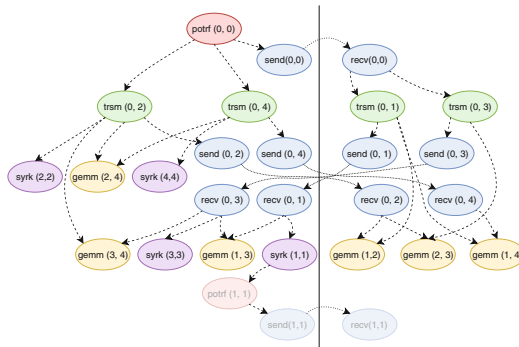 potrf (0, 0)
send(0,0)
recv(0,0)
trsm (0, 2)
trsm (0, 4)
trsm (0, 1)
trsm (0, 3)
send (0, 2)
send (0, 4)
send (0, 1)
send (0, 3)
syrk (2,2)
gemm (2, 4)
syrk (4,4)
recv (0, 3)
recv (0, 1)
recv (0, 2)
recv (0, 4)
gemm (3, 4)
syrk (3,3)
gemm (1, 3)
syrk (1,1)
gemm (1,2)
gemm (2, 3)
gemm (1, 4
potrf (1, 1)
send(1,1)
recv(1,1)